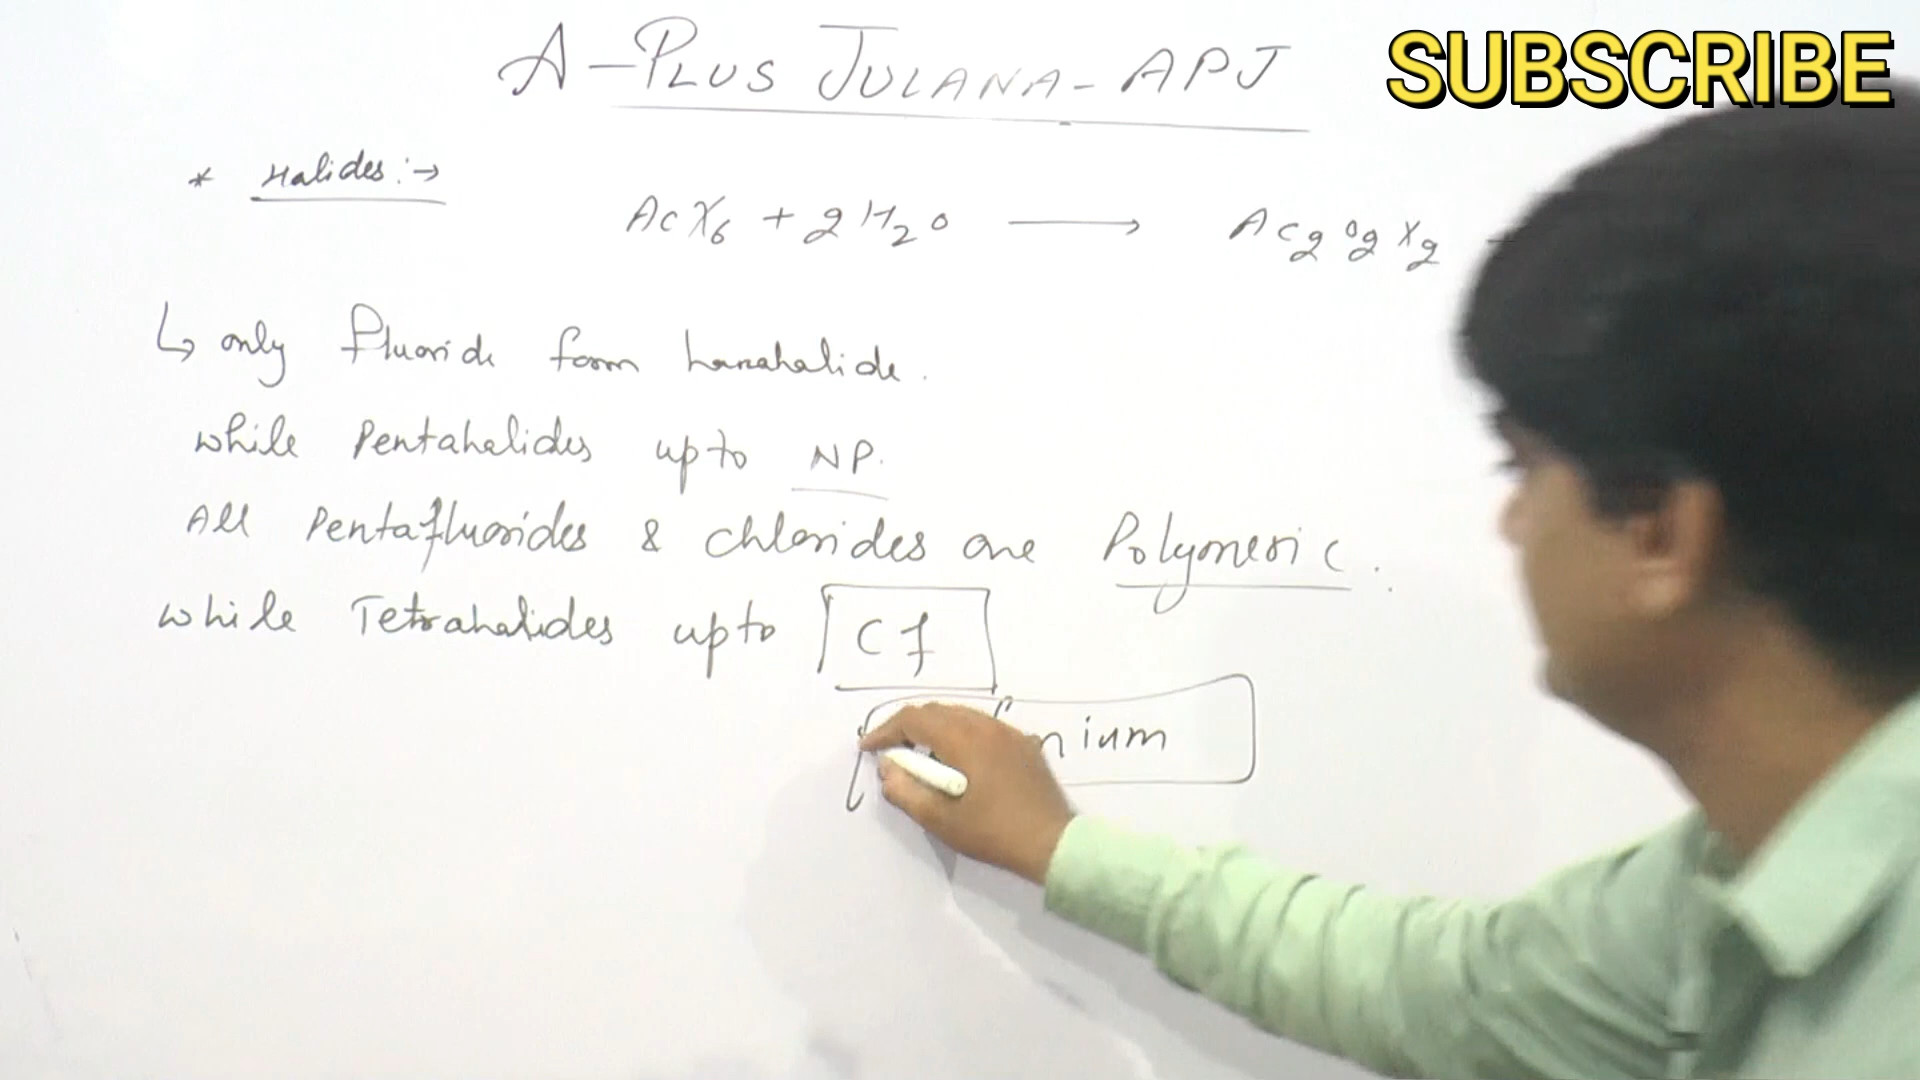 A-PLUS JULANA-APJ
SUBSCRIBE
* Halides:→
AcX6 + 2H2O ⟶ Ac2O2X2
↳ only fluoride form hexahalide.
while Pentahalides upto NP.
All Pentafluorides & chlorides are Polymeric.
while Tetrahalides upto Cf
nium